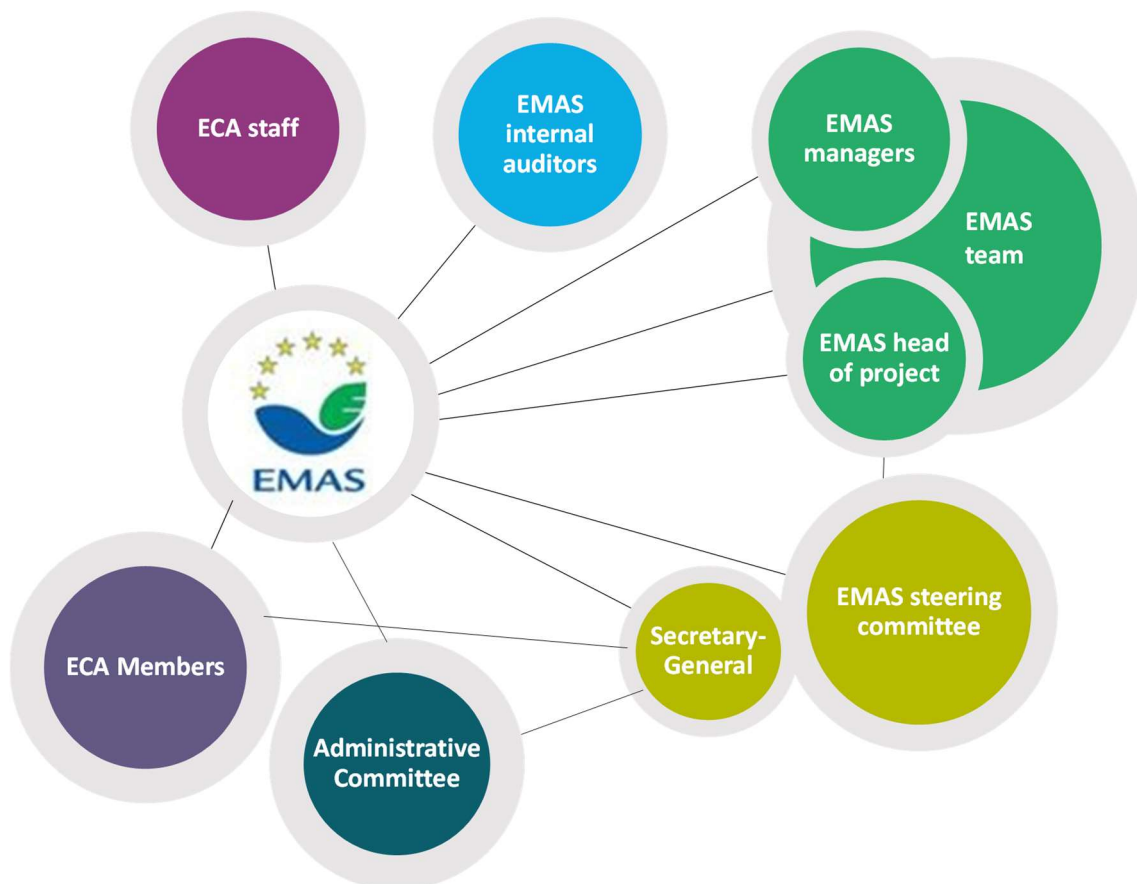 ECA staff
EMAS
internal
auditors
EMAS
managers
EMAS
team
EMAS head
of project
EMAS
EMAS steering
committee
Secretary-
General
ECA Members
Administrative
Committee